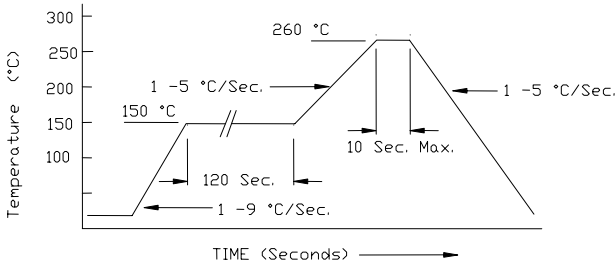 300
260 °C
250
200
1 -5 °C/Sec.
1 -5 °C/Sec.
150 °C
150
100
10 Sec. Max.
120 Sec.
1 -9 °C/Sec.
Temperature (°C)
TIME (Seconds)